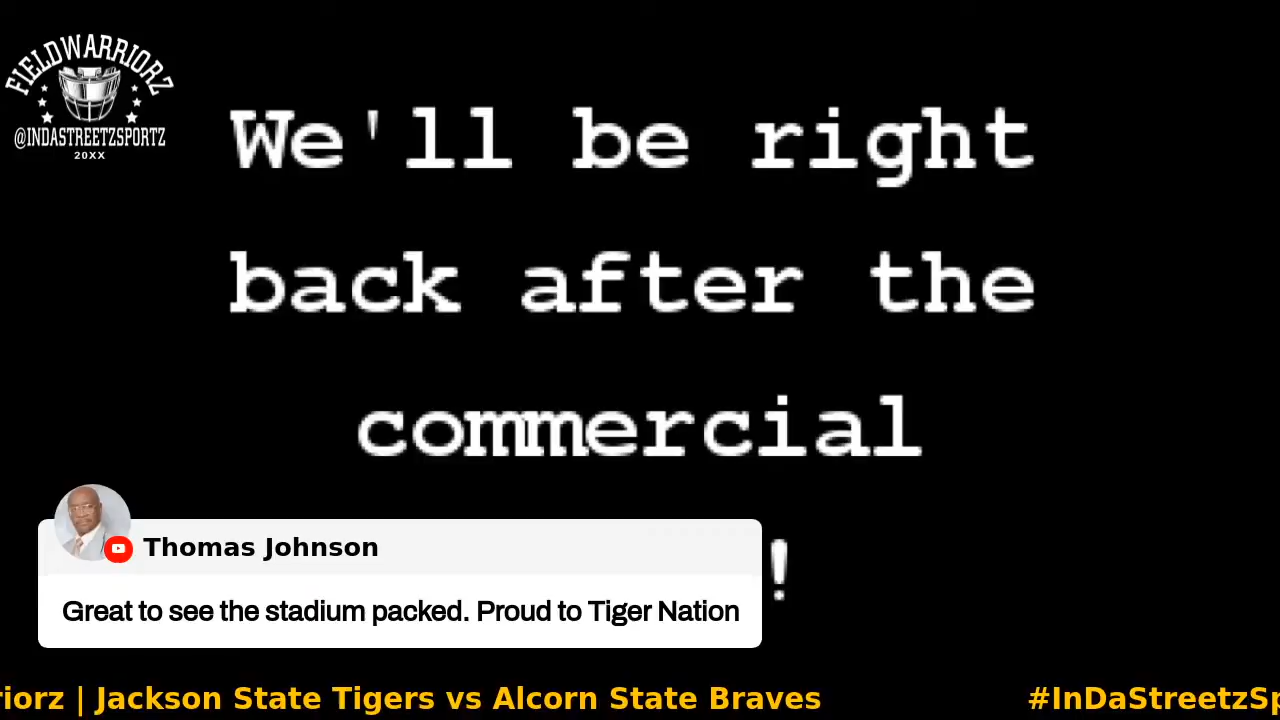 FIELDWARRIORZ
@INDASTREETZSPORTZ
20XX
We'll be right
back after the
commercial
!
Thomas Johnson
Great to see the stadium packed. Proud to Tiger Nation
riorz | Jackson State Tigers vs Alcorn State Braves #InDaStreetzSp